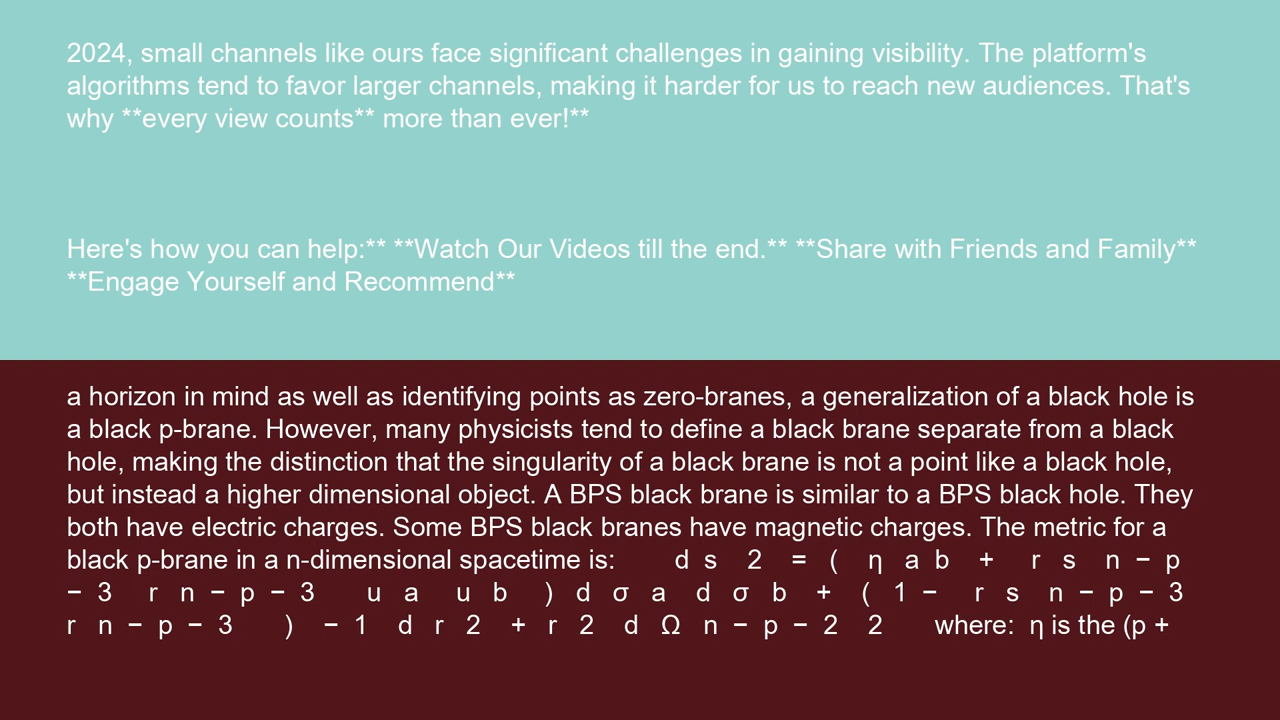 2024, small channels like ours face significant challenges in gaining visibility. The platform's
algorithms tend to favor larger channels, making it harder for us to reach new audiences. That's
why **every view counts** more than ever!**
Here's how you can help:** **Watch Our Videos till the end.** **Share with Friends and Family**
**Engage Yourself and Recommend**
a horizon in mind as well as identifying points as zero-branes, a generalization of a black hole is
a black p-brane. However, many physicists tend to define a black brane separate from a black
hole, making the distinction that the singularity of a black brane is not a point like a black hole,
but instead a higher dimensional object. A BPS black brane is similar to a BPS black hole. They
both have electric charges. Some BPS black branes have magnetic charges. The metric for a
black p-brane in a n-dimensional spacetime is: d s 2 = ( η a b + r s n − p
− 3 r n − p − 3 u a u b ) d σ a d σ b + ( 1 − r s n − p − 3
r n − p − 3 ) − 1 d r 2 + r 2 d Ω n − p − 2 2 where: η is the (p +